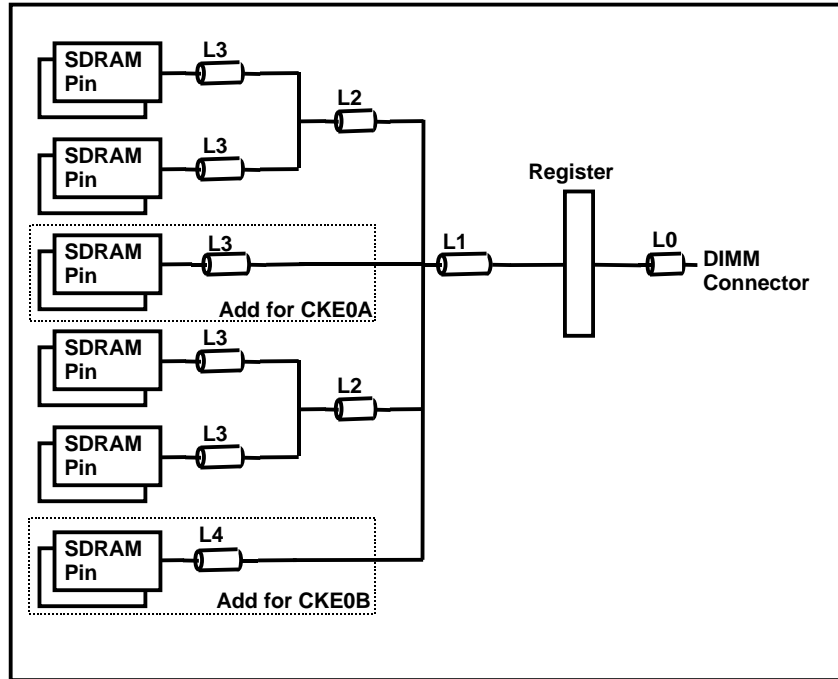 SDRAM
Pin
L3
L2
SDRAM
Pin
L3
Register
SDRAM
Pin
L3
L1
L0
DIMM
Connector
Add for CKE0A
SDRAM
Pin
L3
L2
SDRAM
Pin
L3
SDRAM
Pin
L4
Add for CKE0B